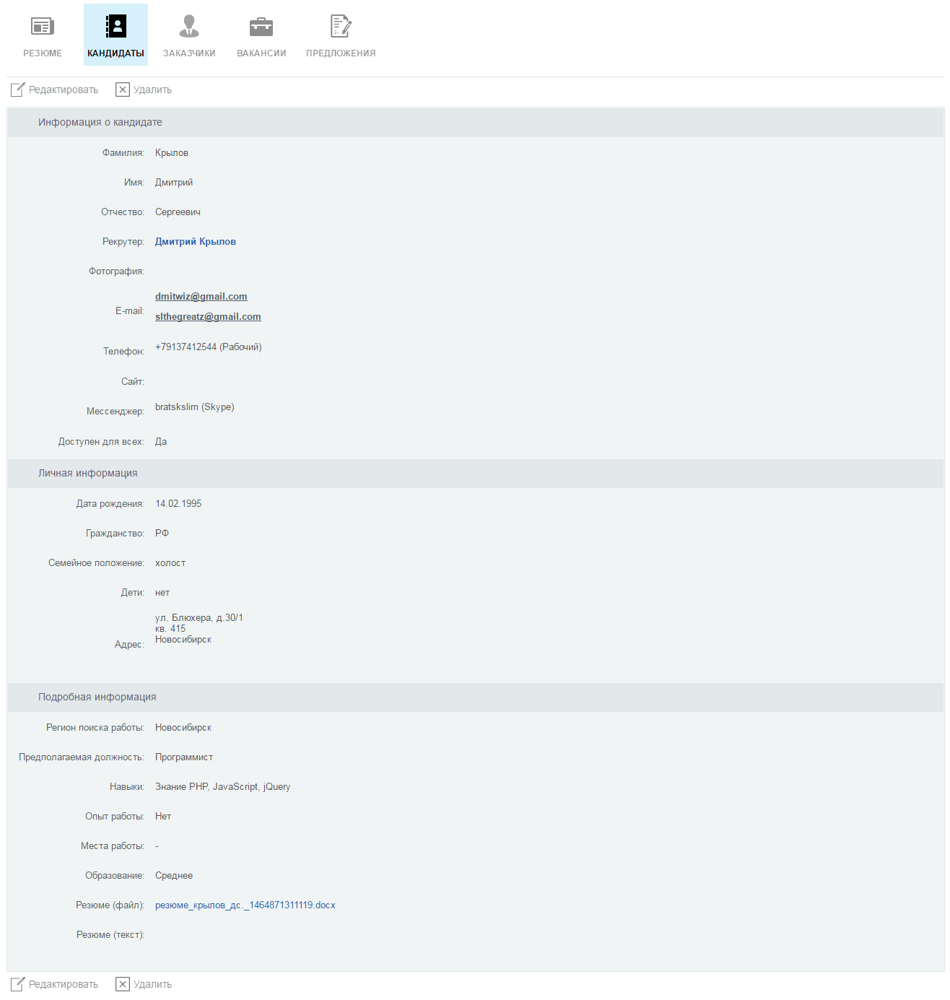 РЕЗЮМЕ
КАНДИДАТЫ
ЗАКАЗЧИКИ
ВАКАНСИИ
ПРЕДЛОЖЕНИЯ
Редактировать Удалить
Информация о кандидате
Фамилия: Крылов
Имя: Дмитрий
Отчество: Сергеевич
Рекрутер: Дмитрий Крылов
Фотография:
E-mail: dmitwiz@gmail.com
slthegreatz@gmail.com
Телефон: +79137412544 (Рабочий)
Сайт:
Мессенджер: bratskslim (Skype)
Доступен для всех: Да
Личная информация
Дата рождения: 14.02.1995
Гражданство: РФ
Семейное положение: холост
Дети: нет
Адрес: ул. Блюхера, д.30/1
кв. 415
Новосибирск
Подробная информация
Регион поиска работы: Новосибирск
Предполагаемая должность: Программист
Навыки: Знание PHP, JavaScript, jQuery
Опыт работы: Нет
Места работы: -
Образование: Среднее
Резюме (файл): резюме_крылов_дс._1464871311119.docx
Резюме (текст):
Редактировать Удалить